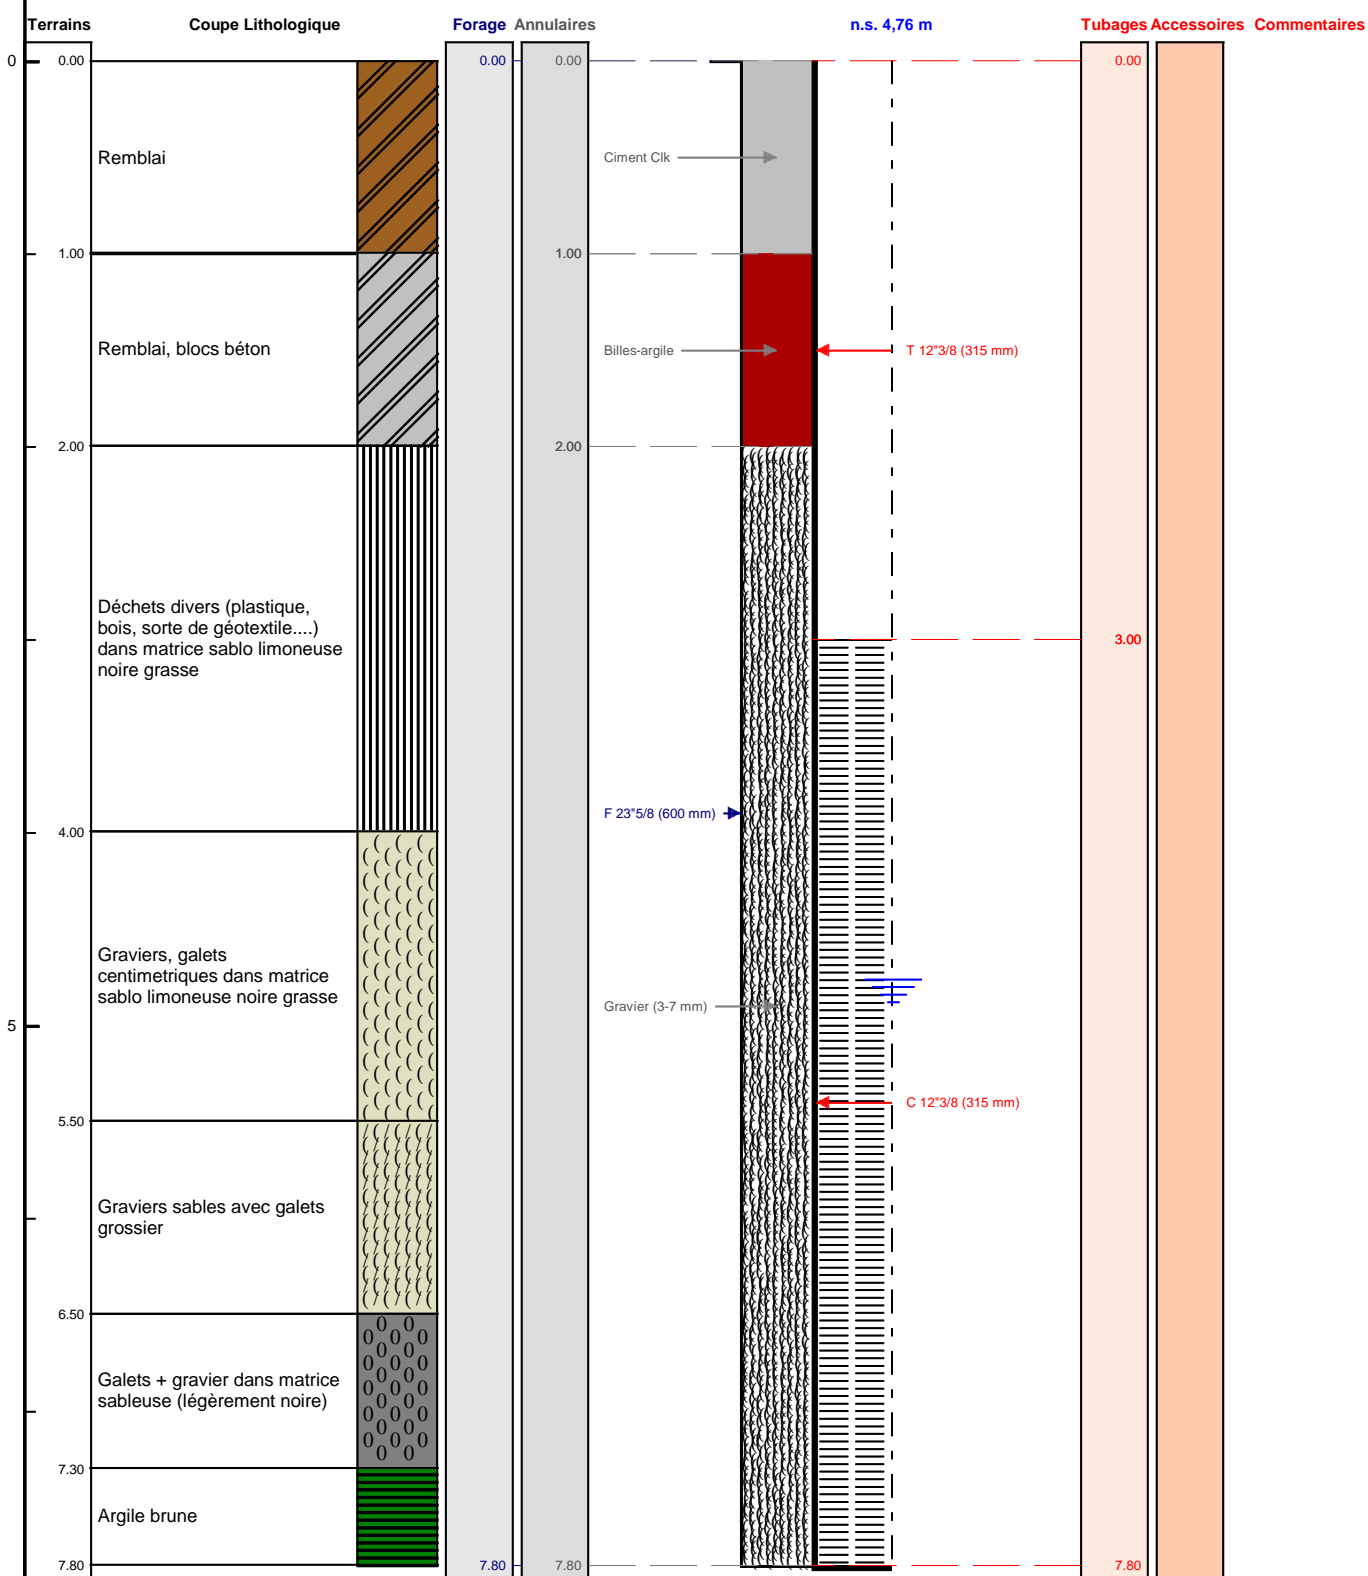 Terrains Coupe Lithologique Forage Annulaires n.s. 4,76 m Tubages Accessoires Commentaires
0 0.00 0.00 0.00 0.00
Remblai
Ciment Clk
1.00 1.00
Remblai, blocs béton
Billes-argile
T 12"3/8 (315 mm)
2.00 2.00
Déchets divers (plastique,
bois, sorte de géotextile....)
dans matrice sablo limoneuse
noire grasse
3.00
F 23"5/8 (600 mm)
4.00
Graviers, galets
centimetriques dans matrice
sablo limoneuse noire grasse
Gravier (3-7 mm)
5
C 12"3/8 (315 mm)
5.50
Graviers sables avec galets
grossier
6.50
Galets + gravier dans matrice
sableuse (légèrement noire)
7.30
Argile brune
7.80 7.80 7.80 7.80